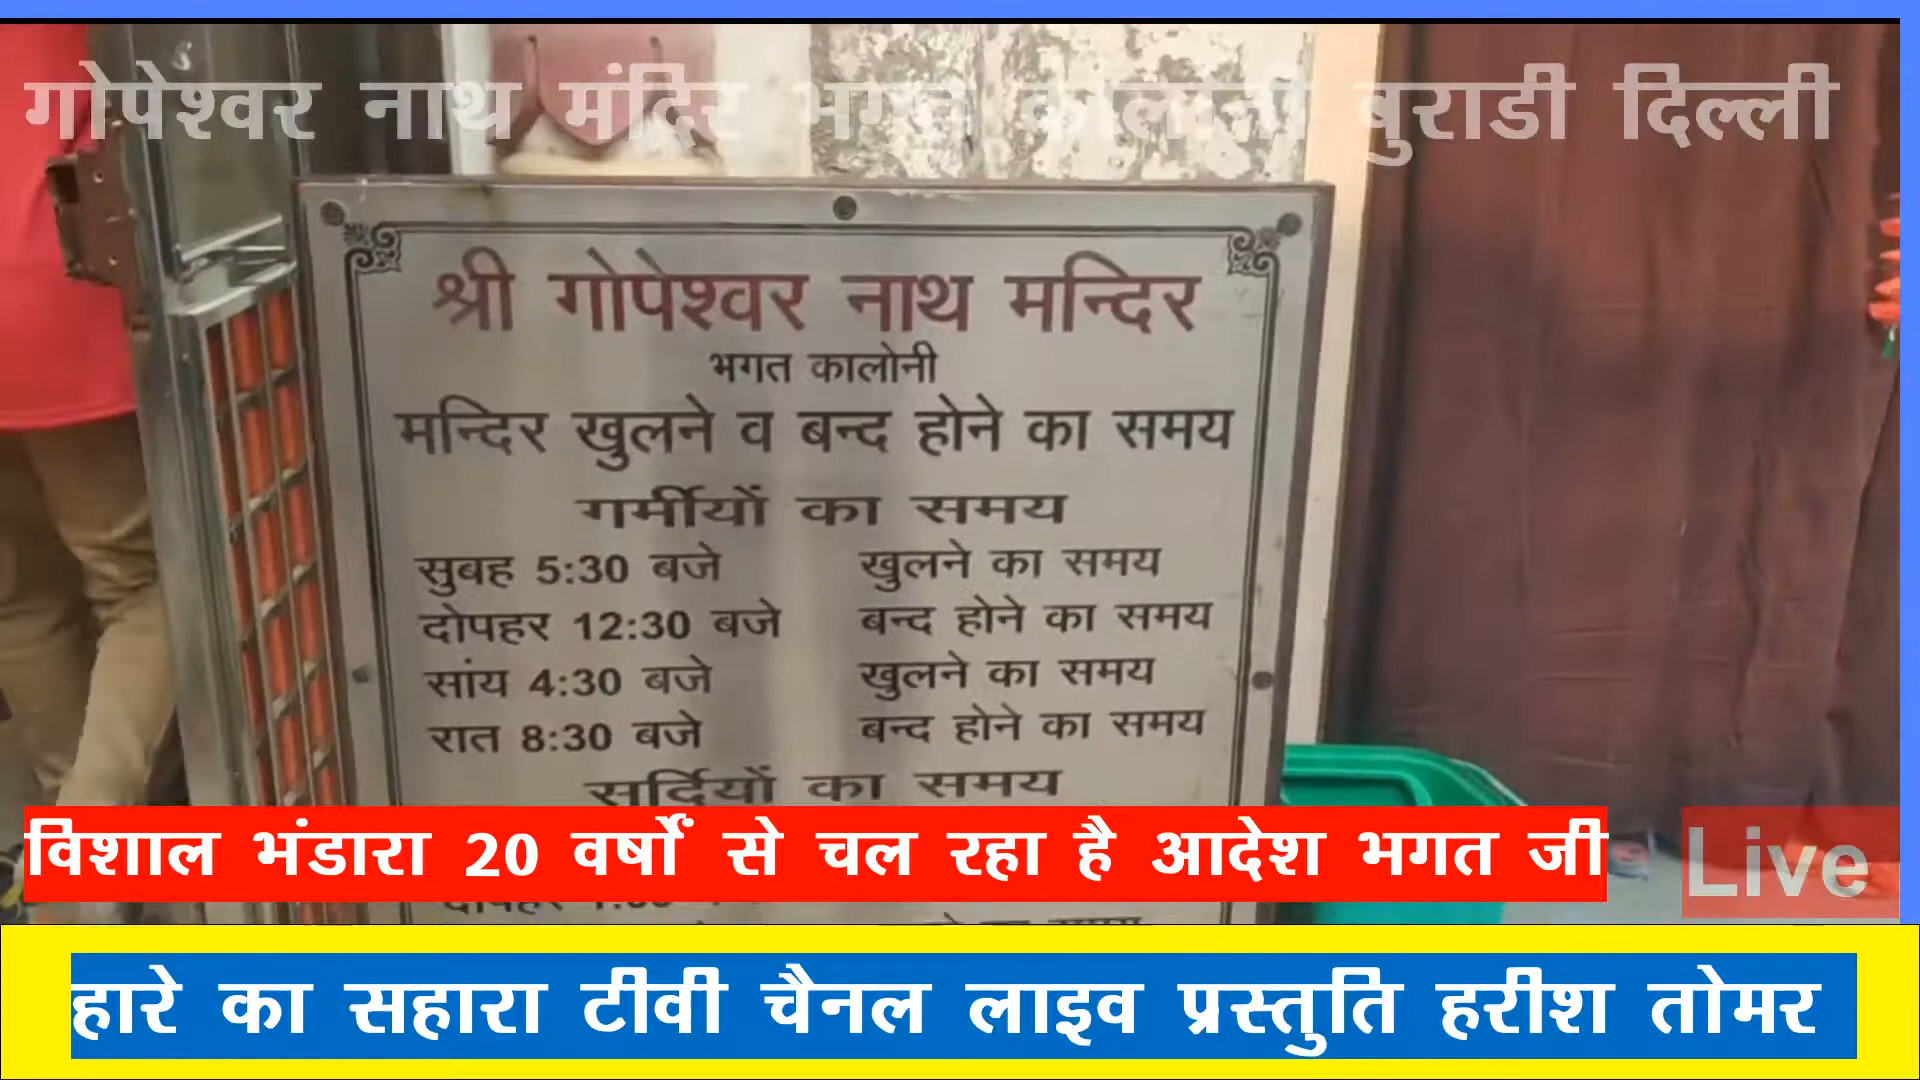 गोपेश्वर नाथ मंदिर भगत कालोनी बुराडी दिल्ली
श्री गोपेश्वर नाथ मन्दिर
भगत कालोनी
मन्दिर खुलने व बन्द होने का समय
गर्मीयों का समय
सुबह 5:30 बजे खुलने का समय
दोपहर 12:30 बजे बन्द होने का समय
सांय 4:30 बजे खुलने का समय
रात 8:30 बजे बन्द होने का समय
सर्दियों का समय
विशाल भंडारा 20 वर्षों से चल रहा है आदेश भगत जी
Live
हारे का सहारा टीवी चैनल लाइव प्रस्तुति हरीश तोमर